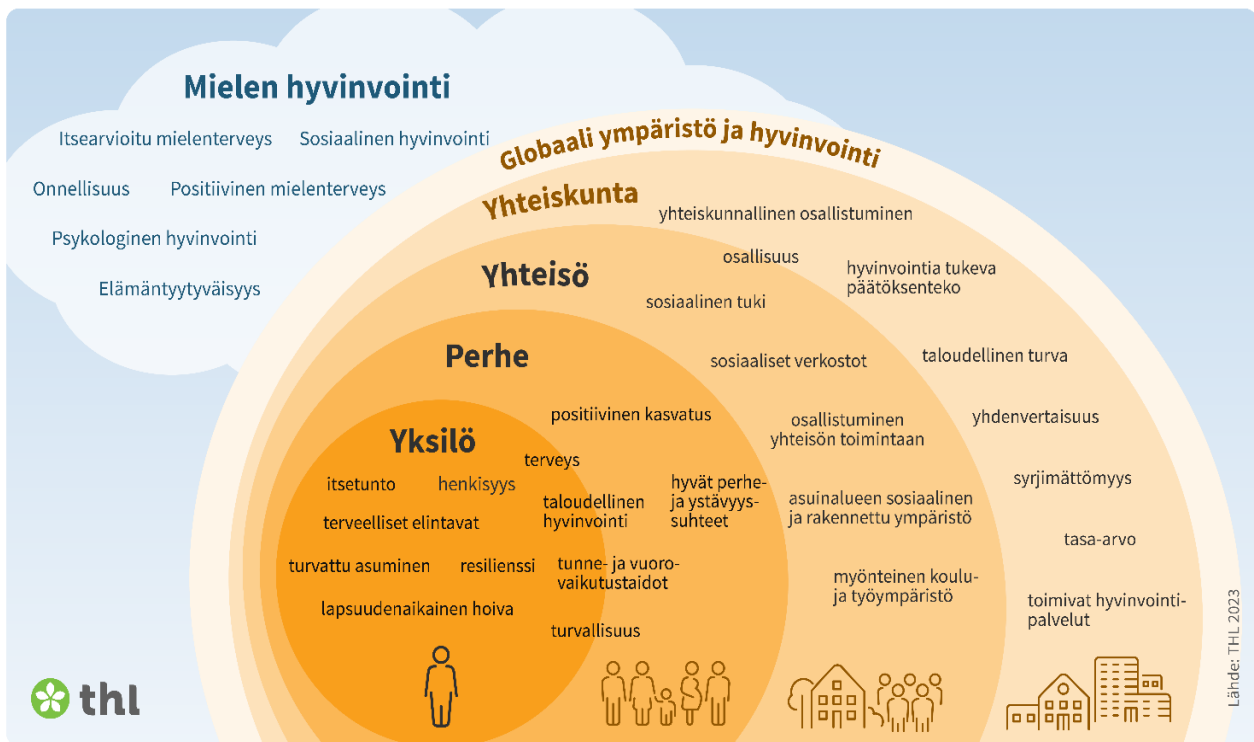 Mielen hyvinvointi
Itsearvioitu mielenterveys
Sosiaalinen hyvinvointi
Onnellisuus
Positiivinen mielenterveys
Psykologinen hyvinvointi
Elämäntyytyväisyys
Globaali ympäristö ja hyvinvointi
Yhteiskunta
yhteiskunnallinen osallistuminen
osallisuus
hyvinvointia tukeva
päätöksenteko
taloudellinen turva
yhdenvertaisuus
syrjimättömyys
tasa-arvo
toimivat hyvinvointi-
palvelut
Yhteisö
sosiaalinen tuki
sosiaaliset verkostot
osallistuminen
yhteisön toimintaan
asuinalueen sosiaalinen
ja rakennettu ympäristö
myönteinen koulu-
ja työympäristö
Perhe
positiivinen kasvatus
terveys
taloudellinen
hyvinvointi
hyvät perhe-
ja ystävyys-
suhteet
tunne- ja vuoro-
vaikutustaidot
turvallisuus
Yksilö
itsetunto
henkisyys
terveelliset elintavat
turvattu asuminen
resilienssi
lapsuudenaikainen hoiva
thl
Lähde: THL 2023